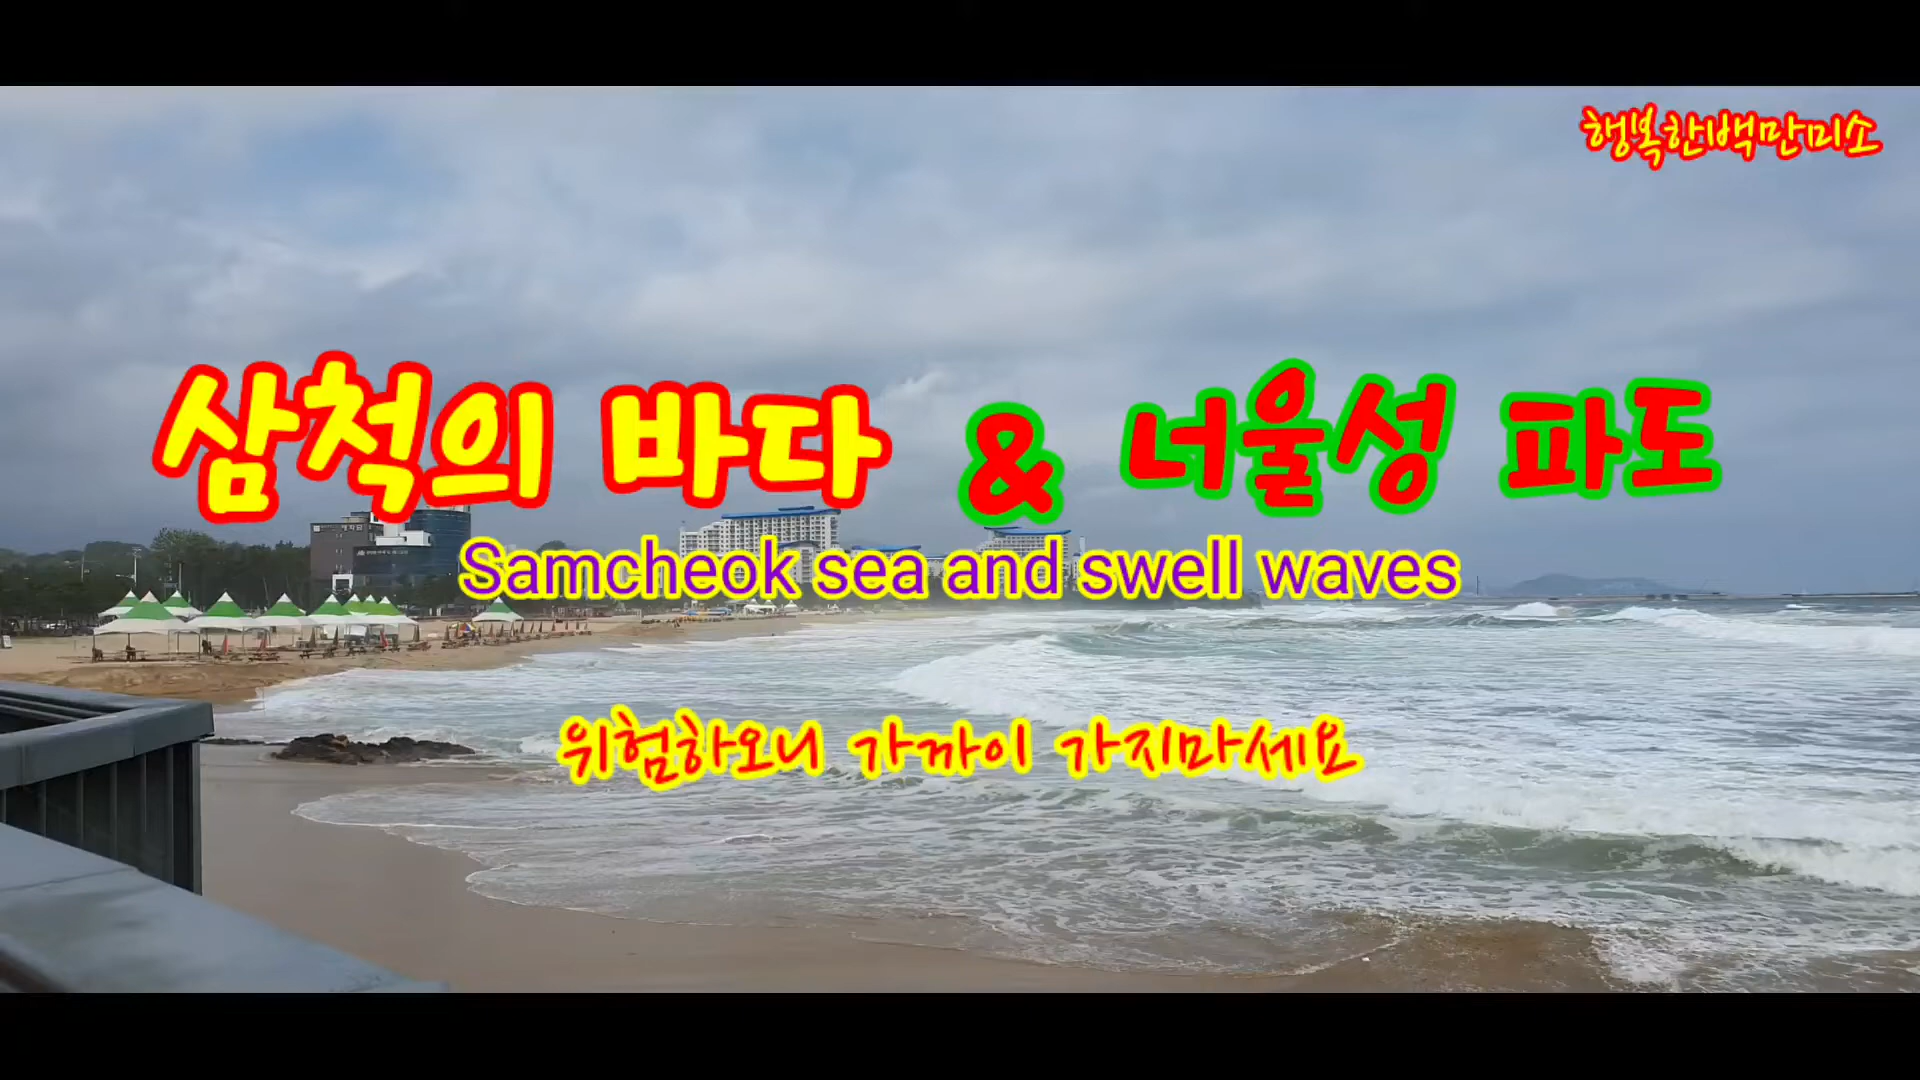 행복한백만미소
삼척의 바다 & 너울성 파도
Samcheok sea and swell waves
위험하오니 가까이 가지마세요